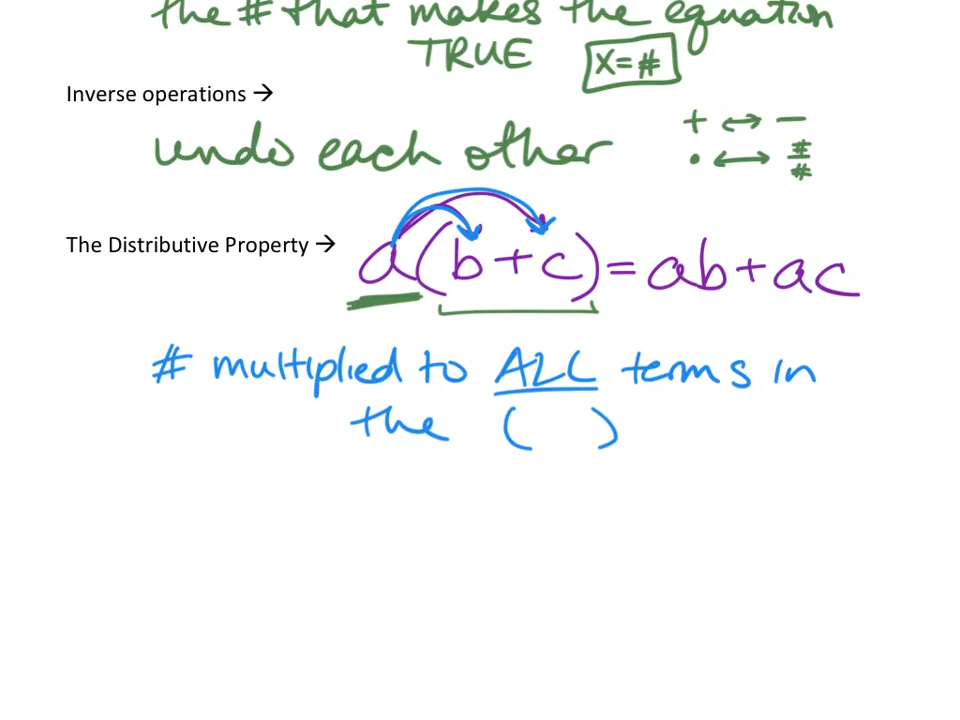 the # that makes the equation
TRUE X=#
Inverse operations →
undo each other + ↔ −
• ↔ #/#
The Distributive Property → a(b+c)=ab+ac
# multiplied to ALL terms in
the ( )